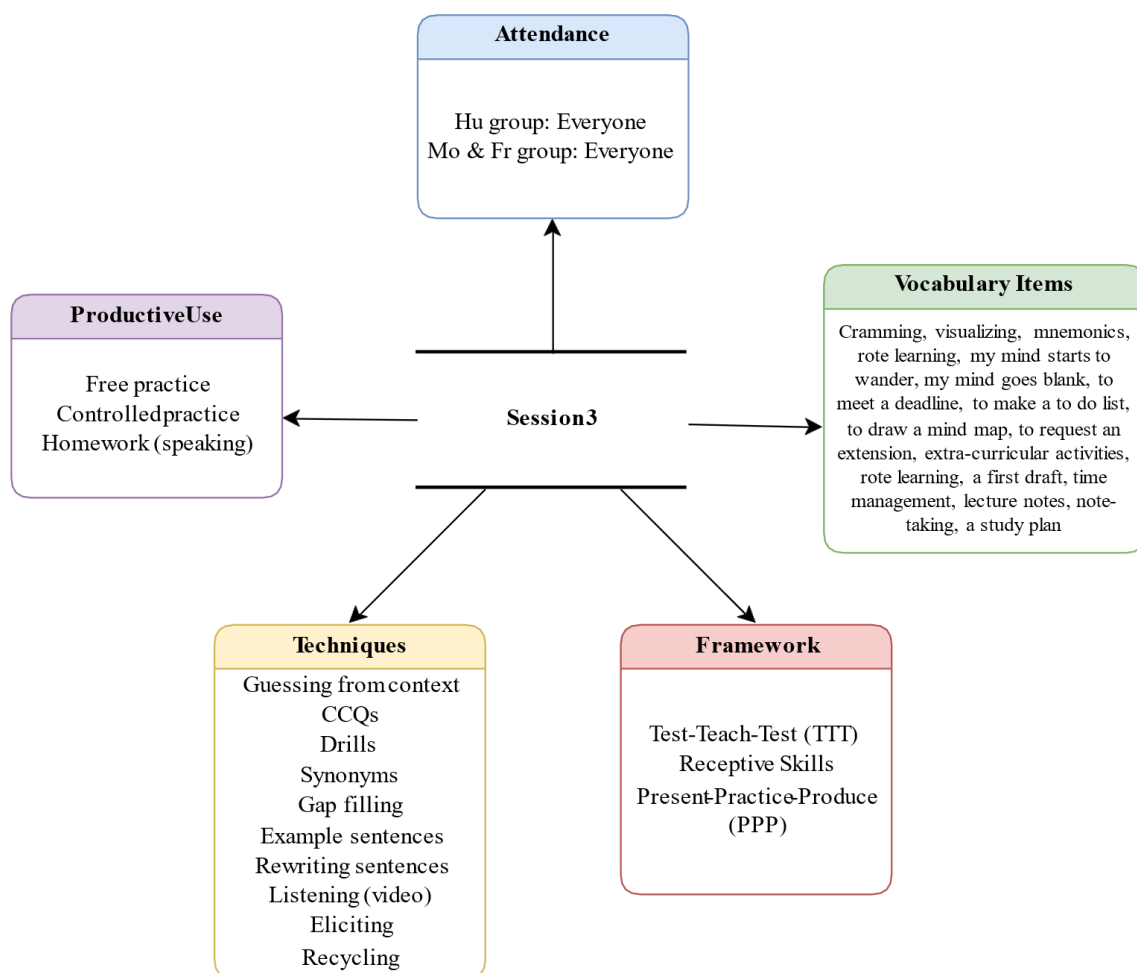 Attendance
Hu group: Everyone
Mo & Fr group: Everyone
ProductiveUse
Free practice
Controlledpractice
Homework (speaking)
Session3
Vocabulary Items
Cramming, visualizing, mnemonics,
rote learning, my mind starts to
wander, my mind goes blank, to
meet a deadline, to make a to do list,
to draw a mind map, to request an
extension, extra-curricular activities,
rote learning, a first draft, time
management, lecture notes, note-
taking, a study plan
Techniques
Guessing from context
CCQs
Drills
Synonyms
Gap filling
Example sentences
Rewriting sentences
Listening (video)
Eliciting
Recycling
Framework
Test-Teach-Test (TTT)
Receptive Skills
Present-Practice-Produce
(PPP)